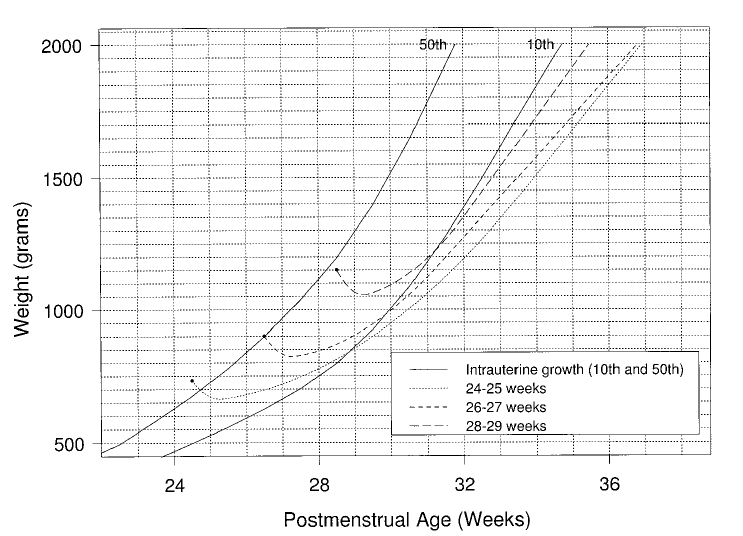 2000
50th
10th
1500
1000
500
Weight (grams)
Intrauterine growth (10th and 50th)
24-25 weeks
26-27 weeks
28-29 weeks
24
28
32
36
Postmenstrual Age (Weeks)